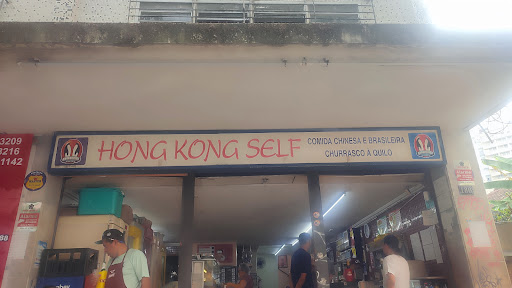 HONG KONG SELF
COMIDA CHINESA E BRASILEIRA
CHURRASCO A QUILO
3209
3216
1142